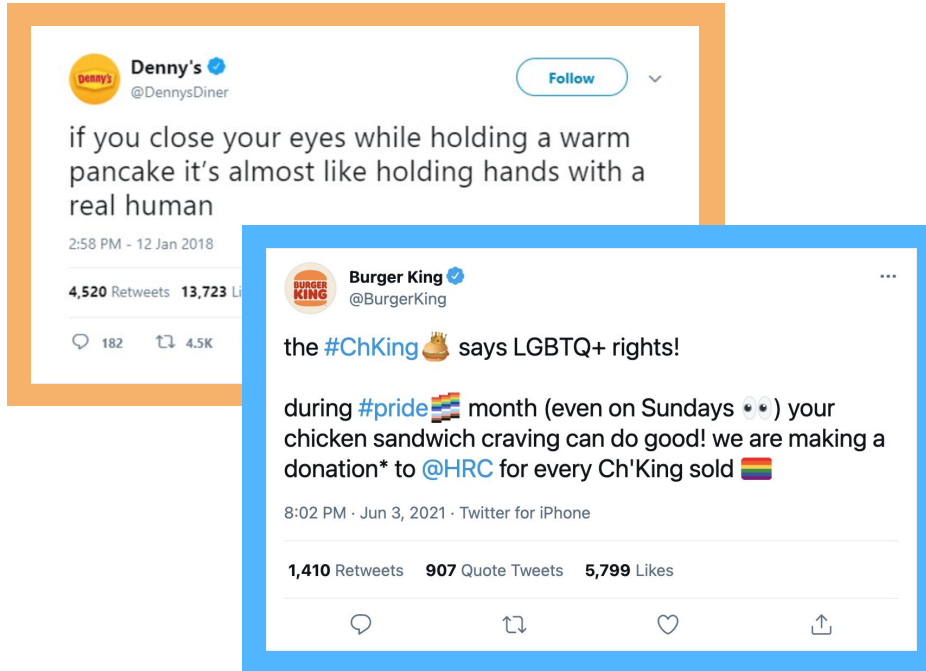 Denny's
Denny's
@DennysDiner
Follow
if you close your eyes while holding a warm
pancake it’s almost like holding hands with a
real human
2:58 PM - 12 Jan 2018
4,520 Retweets 13,723 Li
182 4.5K
BURGER
KING
Burger King
@BurgerKing
the #ChKing says LGBTQ+ rights!
during #pride month (even on Sundays 👀) your
chicken sandwich craving can do good! we are making a
donation* to @HRC for every Ch'King sold 🏳️‍🌈
8:02 PM · Jun 3, 2021 · Twitter for iPhone
1,410 Retweets 907 Quote Tweets 5,799 Likes